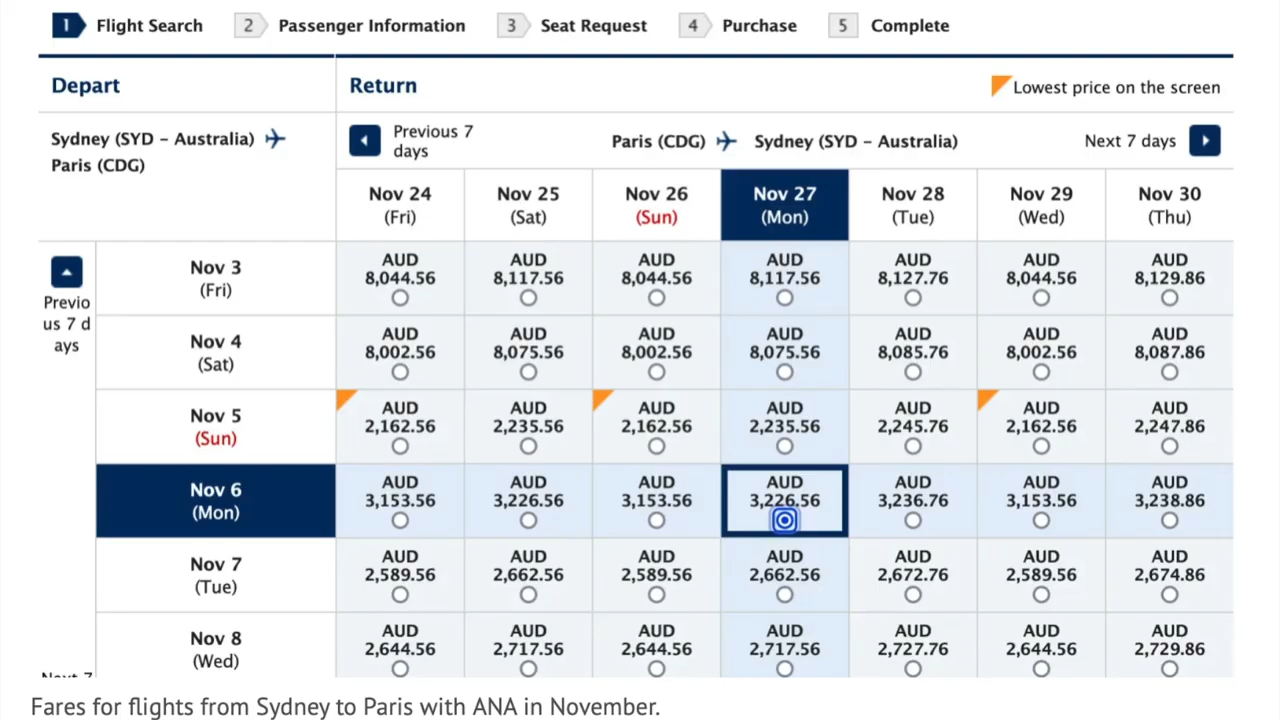 1 Flight Search 2 Passenger Information 3 Seat Request 4 Purchase 5 Complete
Depart Return Lowest price on the screen
Sydney (SYD – Australia)
Paris (CDG)
Previous 7
days
Paris (CDG) Sydney (SYD – Australia) Next 7 days
Nov 24 Nov 25 Nov 26 Nov 27 Nov 28 Nov 29 Nov 30
(Fri) (Sat) (Sun) (Mon) (Tue) (Wed) (Thu)
Previo
us 7 d
ays
Nov 3
(Fri)
AUD AUD AUD AUD AUD AUD AUD
8,044.56 8,117.56 8,044.56 8,117.56 8,127.76 8,044.56 8,129.86
Nov 4
(Sat)
AUD AUD AUD AUD AUD AUD AUD
8,002.56 8,075.56 8,002.56 8,075.56 8,085.76 8,002.56 8,087.86
Nov 5
(Sun)
AUD AUD AUD AUD AUD AUD AUD
2,162.56 2,235.56 2,162.56 2,235.56 2,245.76 2,162.56 2,247.86
Nov 6
(Mon)
AUD AUD AUD AUD AUD AUD AUD
3,153.56 3,226.56 3,153.56 3,226.56 3,236.76 3,153.56 3,238.86
Nov 7
(Tue)
AUD AUD AUD AUD AUD AUD AUD
2,589.56 2,662.56 2,589.56 2,662.56 2,672.76 2,589.56 2,674.86
Nov 8
(Wed)
AUD AUD AUD AUD AUD AUD AUD
2,644.56 2,717.56 2,644.56 2,717.56 2,727.76 2,644.56 2,729.86
Next 7
Fares for flights from Sydney to Paris with ANA in November.